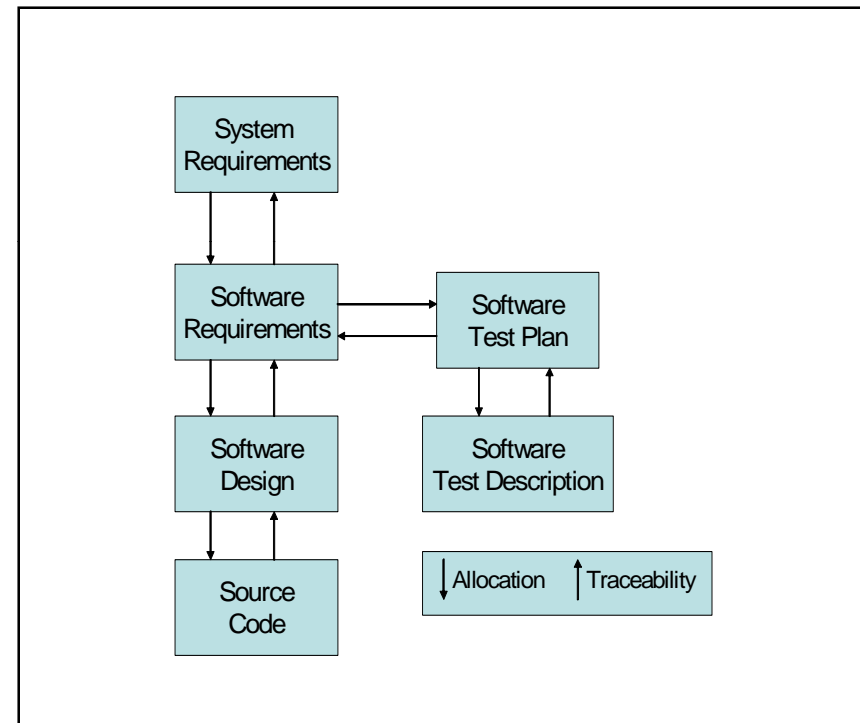 System
Requirements
Software
Requirements
Software
Test Plan
Software
Design
Software
Test Description
Source
Code
Allocation Traceability